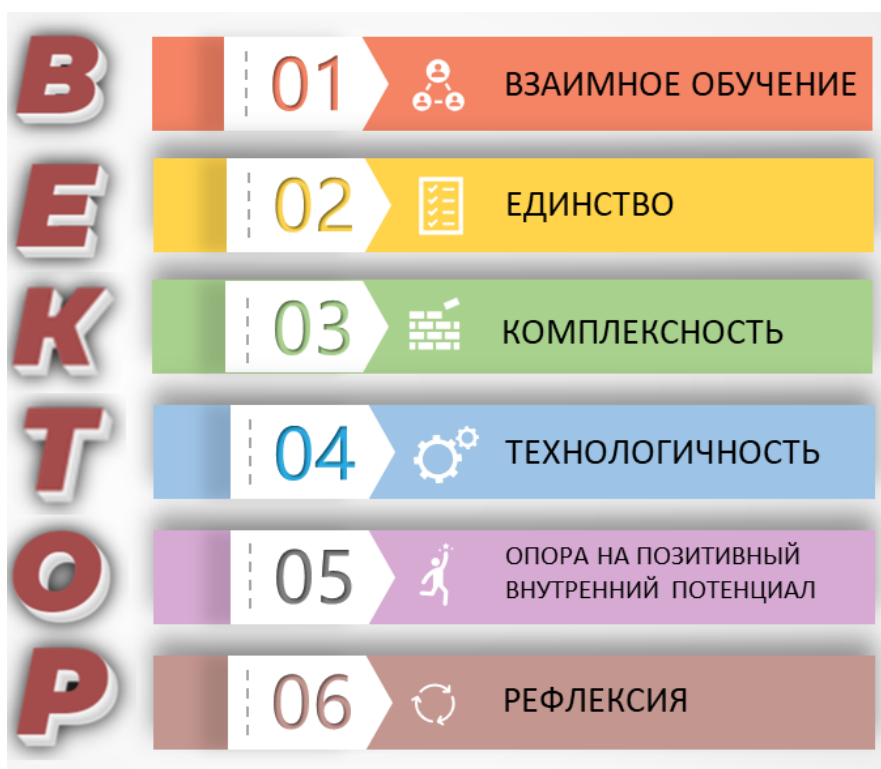 В 01 ВЗАИМНОЕ ОБУЧЕНИЕ
Е 02 ЕДИНСТВО
К 03 КОМПЛЕКСНОСТЬ
Т 04 ТЕХНОЛОГИЧНОСТЬ
О 05 ОПОРА НА ПОЗИТИВНЫЙ
ВНУТРЕННИЙ ПОТЕНЦИАЛ
Р 06 РЕФЛЕКСИЯ